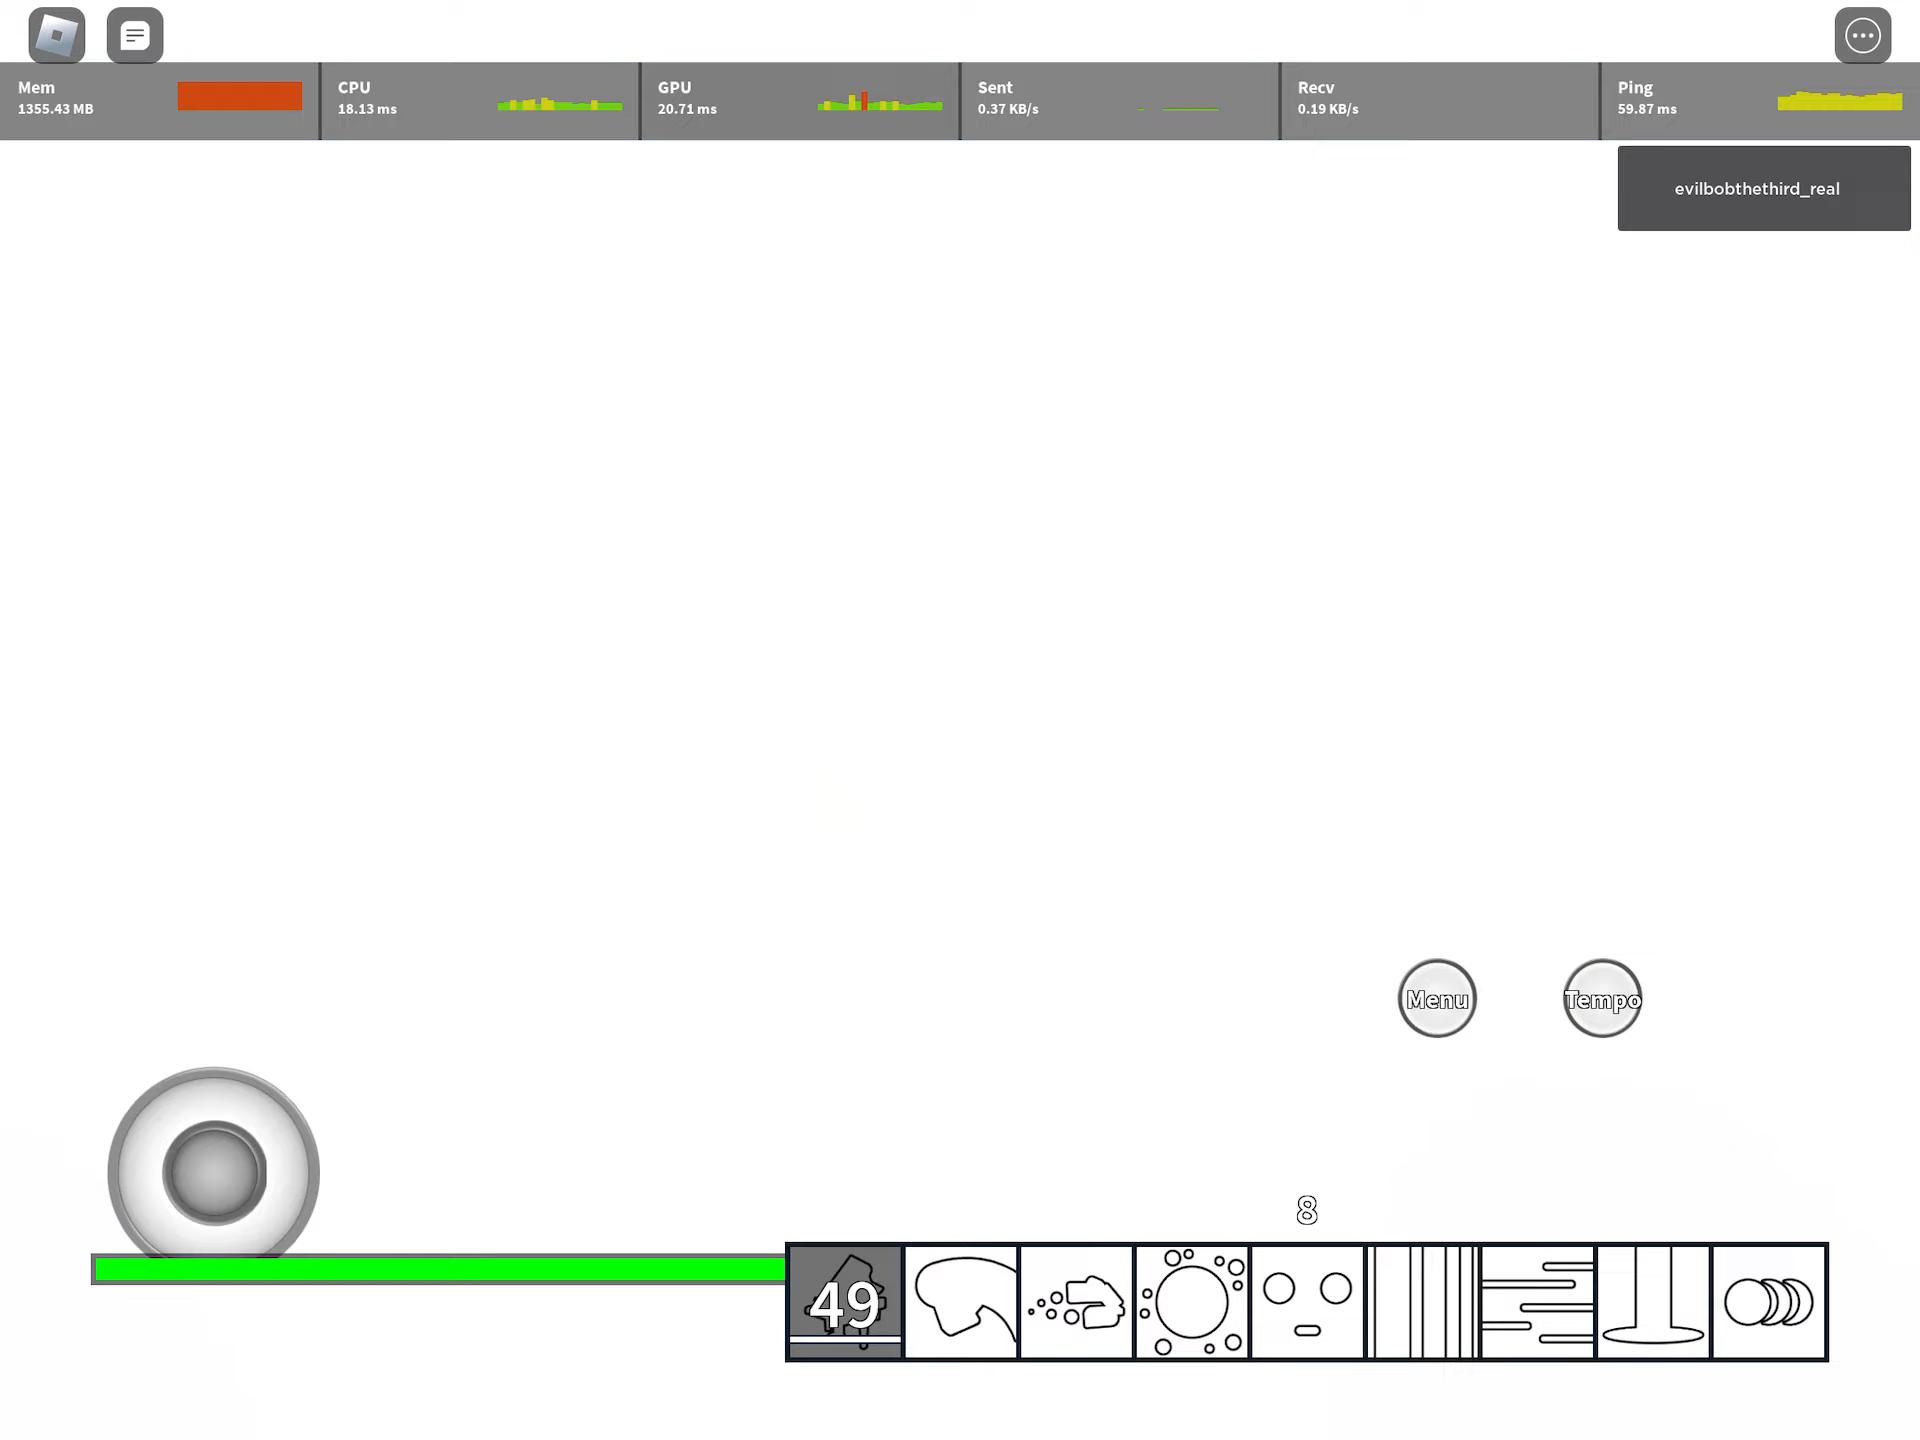 Mem
1355.43 MB
CPU
18.13 ms
GPU
20.71 ms
Sent
0.37 KB/s
Recv
0.19 KB/s
Ping
59.87 ms
evilbobthethird_real
Menu
Tempo
8
49